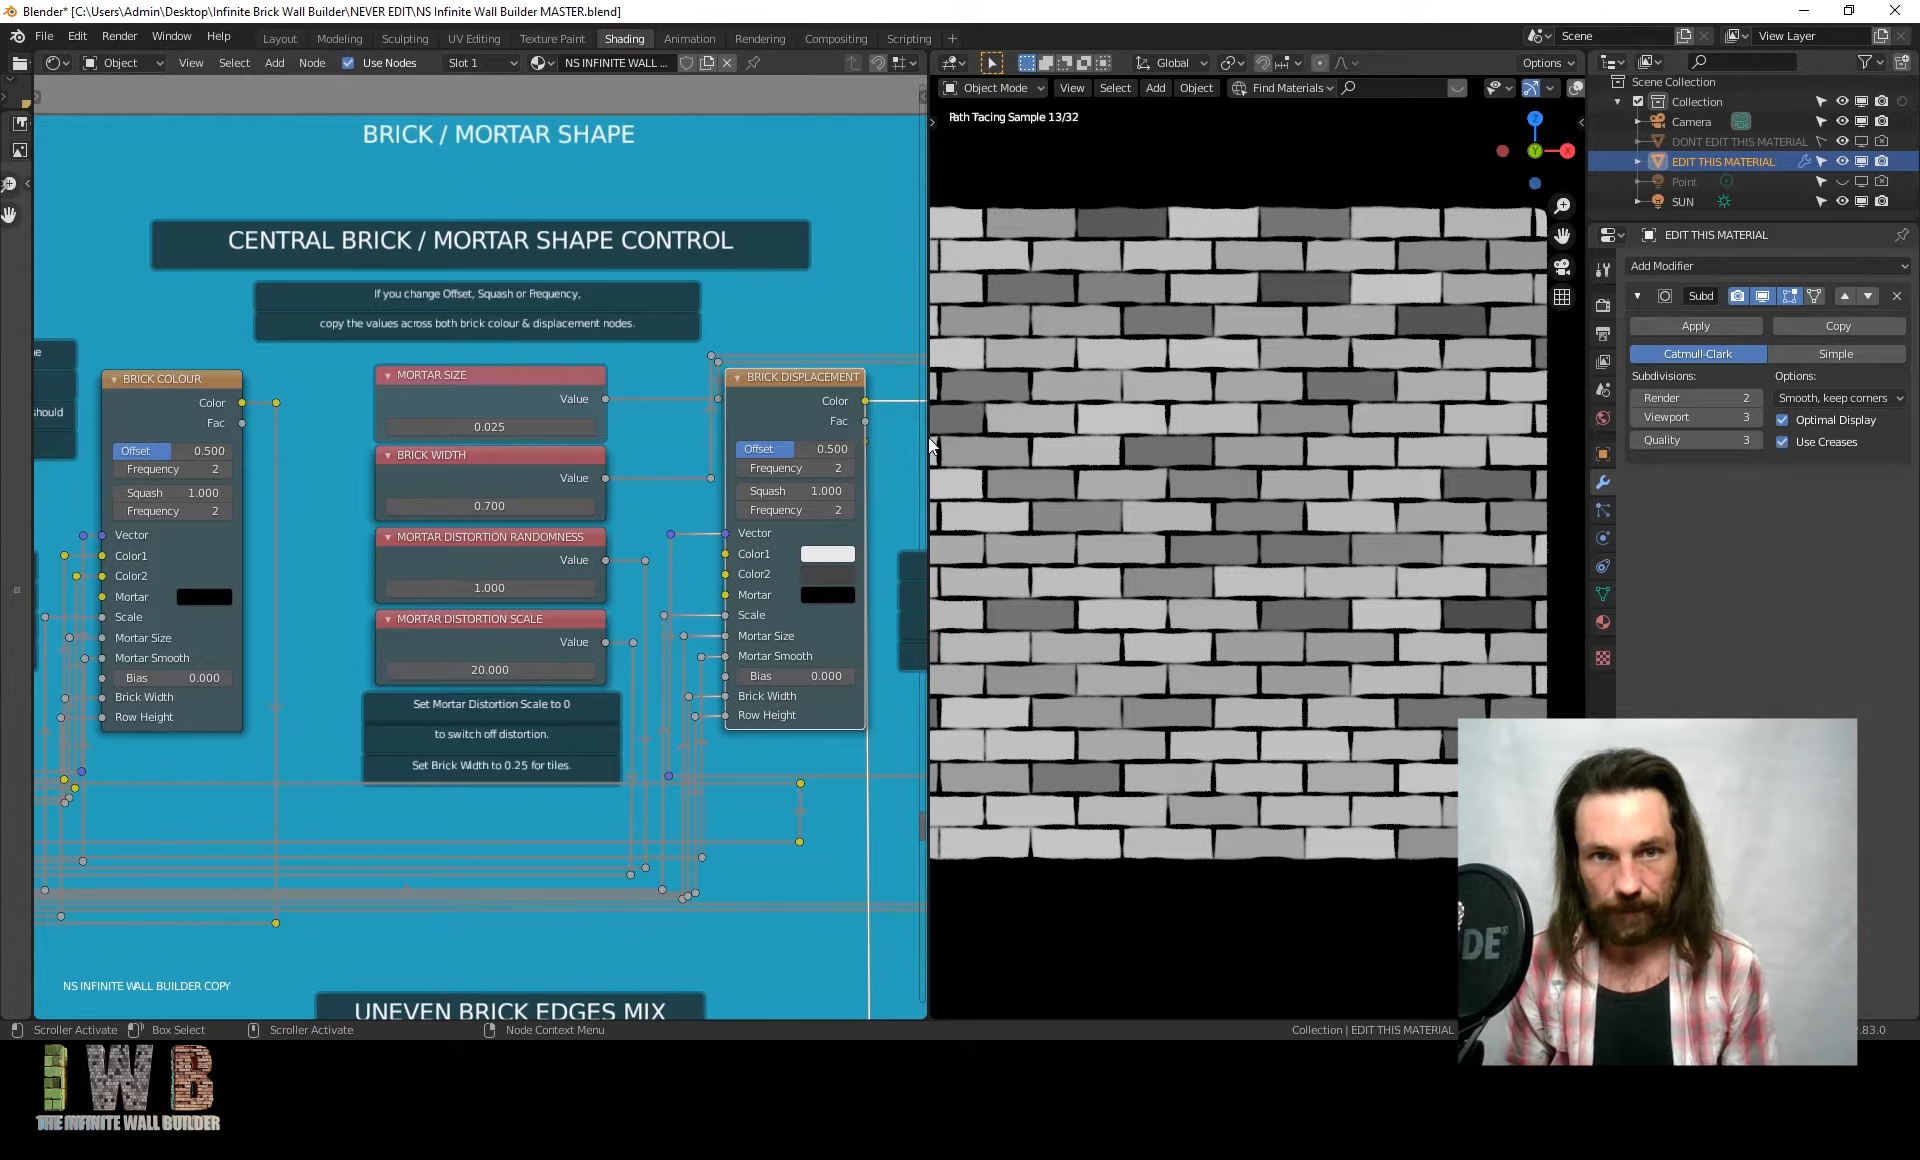 Blender* [C:\Users\Admin\Desktop\Infinite Brick Wall Builder\NEVER EDIT\NS Infinite Wall Builder MASTER.blend]
File Edit Render Window Help Layout Modeling Sculpting UV Editing Texture Paint Shading Animation Rendering Compositing Scripting + Scene View Layer
Object View Select Add Node Use Nodes Slot 1 NS INFINITE WALL ... Global Options
Object Mode View Select Add Object Find Materials
Path Tracing Sample 13/32
Z
Y
X
Scene Collection
Collection
Camera
DONT EDIT THIS MATERIAL
EDIT THIS MATERIAL
Point
SUN
EDIT THIS MATERIAL
Add Modifier
Subd
Apply Copy
Catmull-Clark Simple
Subdivisions: Options:
Render 2 Smooth, keep corners
Viewport 3 Optimal Display
Quality 3 Use Creases
BRICK / MORTAR SHAPE
CENTRAL BRICK / MORTAR SHAPE CONTROL
If you change Offset, Squash or Frequency,
copy the values across both brick colour & displacement nodes.
should
BRICK COLOUR
Color
Fac
Offset 0.500
Frequency 2
Squash 1.000
Frequency 2
Vector
Color1
Color2
Mortar
Scale
Mortar Size
Mortar Smooth
Bias 0.000
Brick Width
Row Height
MORTAR SIZE
Value
0.025
BRICK WIDTH
Value
0.700
MORTAR DISTORTION RANDOMNESS
Value
1.000
MORTAR DISTORTION SCALE
Value
20.000
Set Mortar Distortion Scale to 0
to switch off distortion.
Set Brick Width to 0.25 for tiles.
BRICK DISPLACEMENT
Color
Fac
Offset 0.500
Frequency 2
Squash 1.000
Frequency 2
Vector
Color1
Color2
Mortar
Scale
Mortar Size
Mortar Smooth
Bias 0.000
Brick Width
Row Height
NS INFINITE WALL BUILDER COPY
UNEVEN BRICK EDGES MIX
Scroller Activate Box Select Scroller Activate Node Context Menu Collection | EDIT THIS MATERIAL .83.0
DE®
IWB
THE INFINITE WALL BUILDER